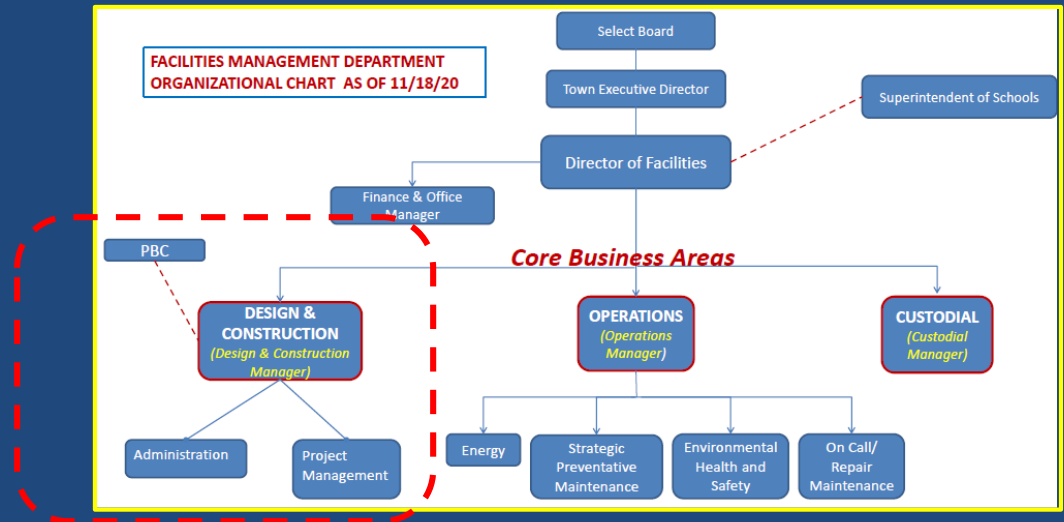 Select Board
FACILITIES MANAGEMENT DEPARTMENT
ORGANIZATIONAL CHART AS OF 11/18/20
Town Executive Director
Superintendent of Schools
Director of Facilities
Finance & Office
Manager
PBC
Core Business Areas
DESIGN &
CONSTRUCTION
(Design & Construction
Manager)
OPERATIONS
(Operations
Manager)
CUSTODIAL
(Custodial
Manager)
Administration
Project
Management
Energy
Strategic
Preventative
Maintenance
Environmental
Health and
Safety
On Call/
Repair
Maintenance